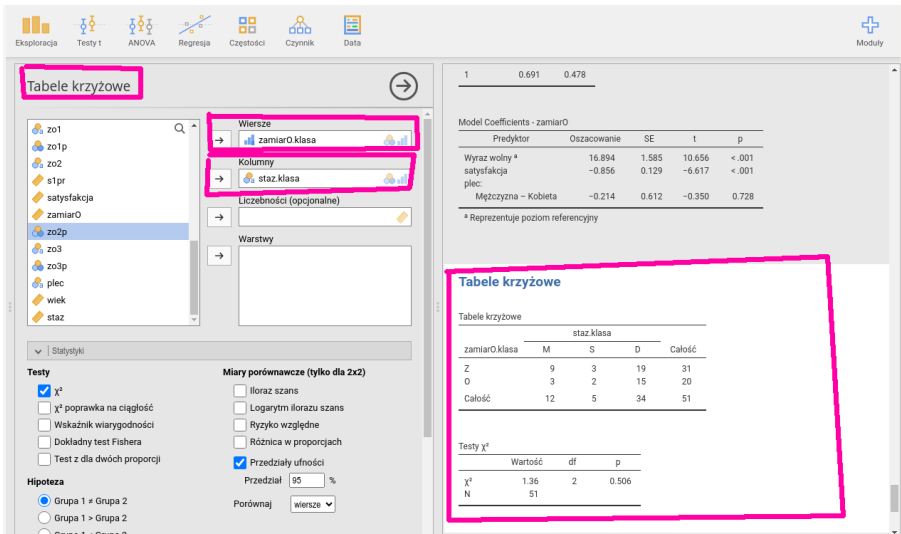 Eksploracja Testy t ANOVA Regresja Częstości Czynnik Data Moduły
Tabele krzyżowe
zo1
zo1p
zo2
s1pr
satysfakcja
zamiarO
zo2p
zo3
zo3p
plec
wiek
staz
Wiersze
zamiarO.klasa
Kolumny
staz.klasa
Liczebności (opcjonalne)
Warstwy
Statystyki
Testy
χ²
χ² poprawka na ciągłość
Wskaźnik wiarygodności
Dokładny test Fishera
Test z dla dwóch proporcji
Hipoteza
Grupa 1 ≠ Grupa 2
Grupa 1 > Grupa 2
Miary porównawcze (tylko dla 2x2)
Iloraz szans
Logarytm ilorazu szans
Ryzyko względne
Różnica w proporcjach
Przedziały ufności
Przedział 95 %
Porównaj wiersze
1 0.691 0.478
Model Coefficients - zamiarO
Predyktor Oszacowanie SE t p
Wyraz wolny ª 16.894 1.585 10.656 < .001
satysfakcja −0.856 0.129 −6.617 < .001
plec:
Mężczyzna – Kobieta −0.214 0.612 −0.350 0.728
ª Reprezentuje poziom referencyjny
Tabele krzyżowe
Tabele krzyżowe
staz.klasa
zamiarO.klasa M S D Całość
Z 9 3 19 31
O 3 2 15 20
Całość 12 5 34 51
Testy χ²
Wartość df p
χ² 1.36 2 0.506
N 51